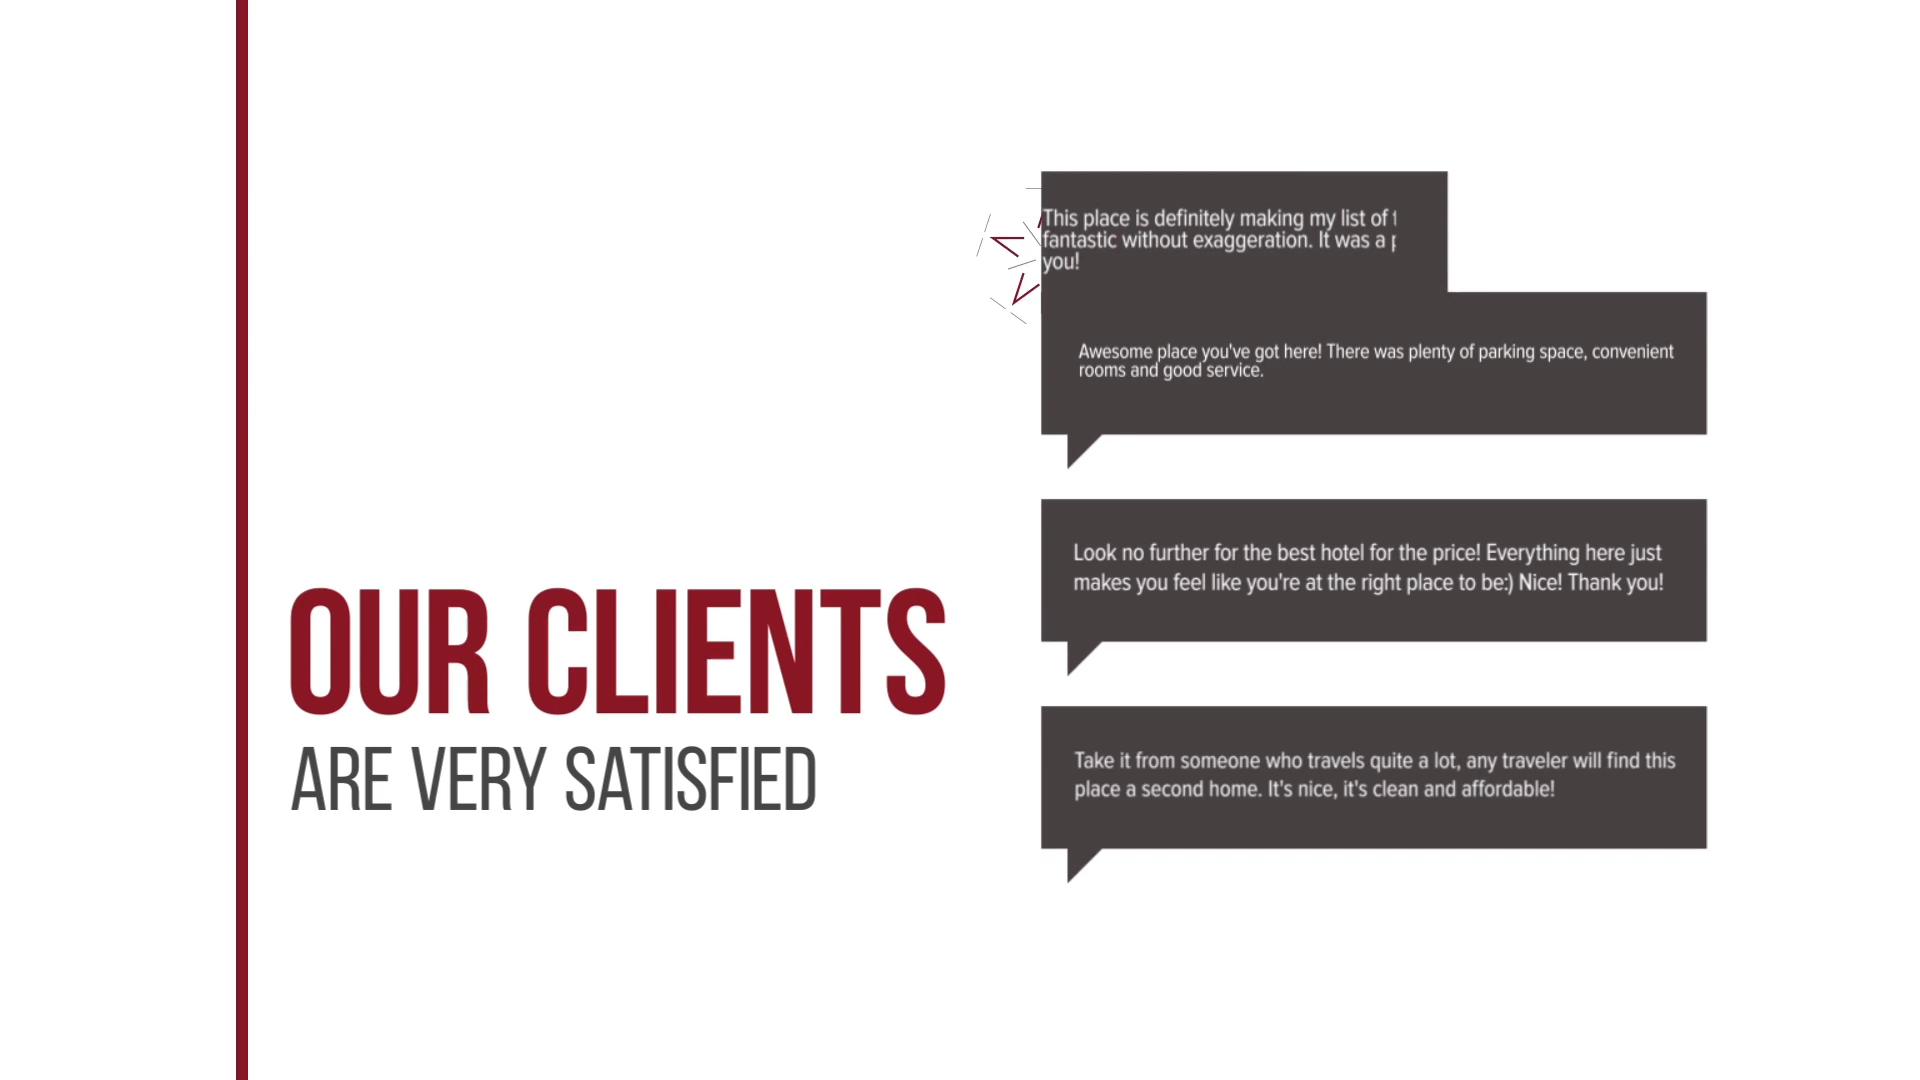 OUR CLIENTS
ARE VERY SATISFIED
This place is definitely making my list of
fantastic without exaggeration. It was a
you!
Awesome place you've got here! There was plenty of parking space, convenient
rooms and good service.
Look no further for the best hotel for the price! Everything here just
makes you feel like you're at the right place to be:) Nice! Thank you!
Take it from someone who travels quite a lot, any traveler will find this
place a second home. It's nice, it's clean and affordable!